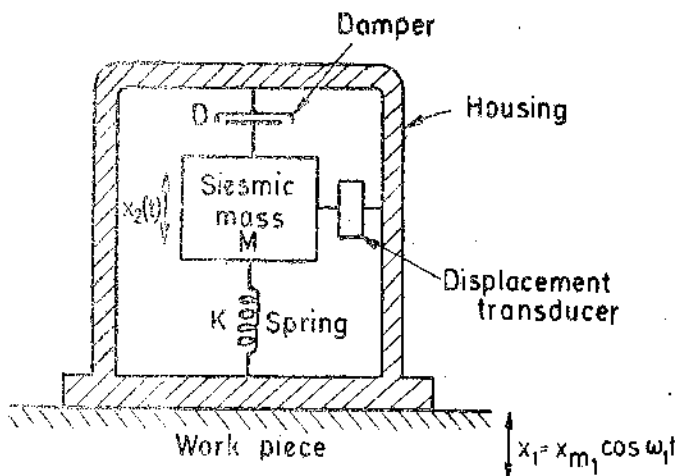 Damper
D
Housing
Siesmic
mass
M
x₂(t)
Displacement
transducer
K Spring
Work piece
x₁ = xₘ₁ cos ω₁t